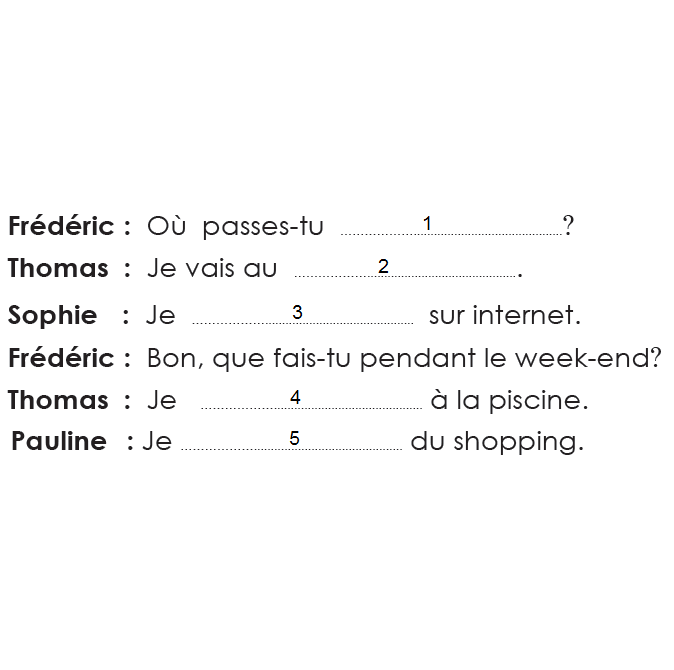 Frédéric : Où passes-tu ........1........?
Thomas : Je vais au ........2.........
Sophie : Je ........3........ sur internet.
Frédéric : Bon, que fais-tu pendant le week-end?
Thomas : Je ........4........ à la piscine.
Pauline : Je ........5........ du shopping.